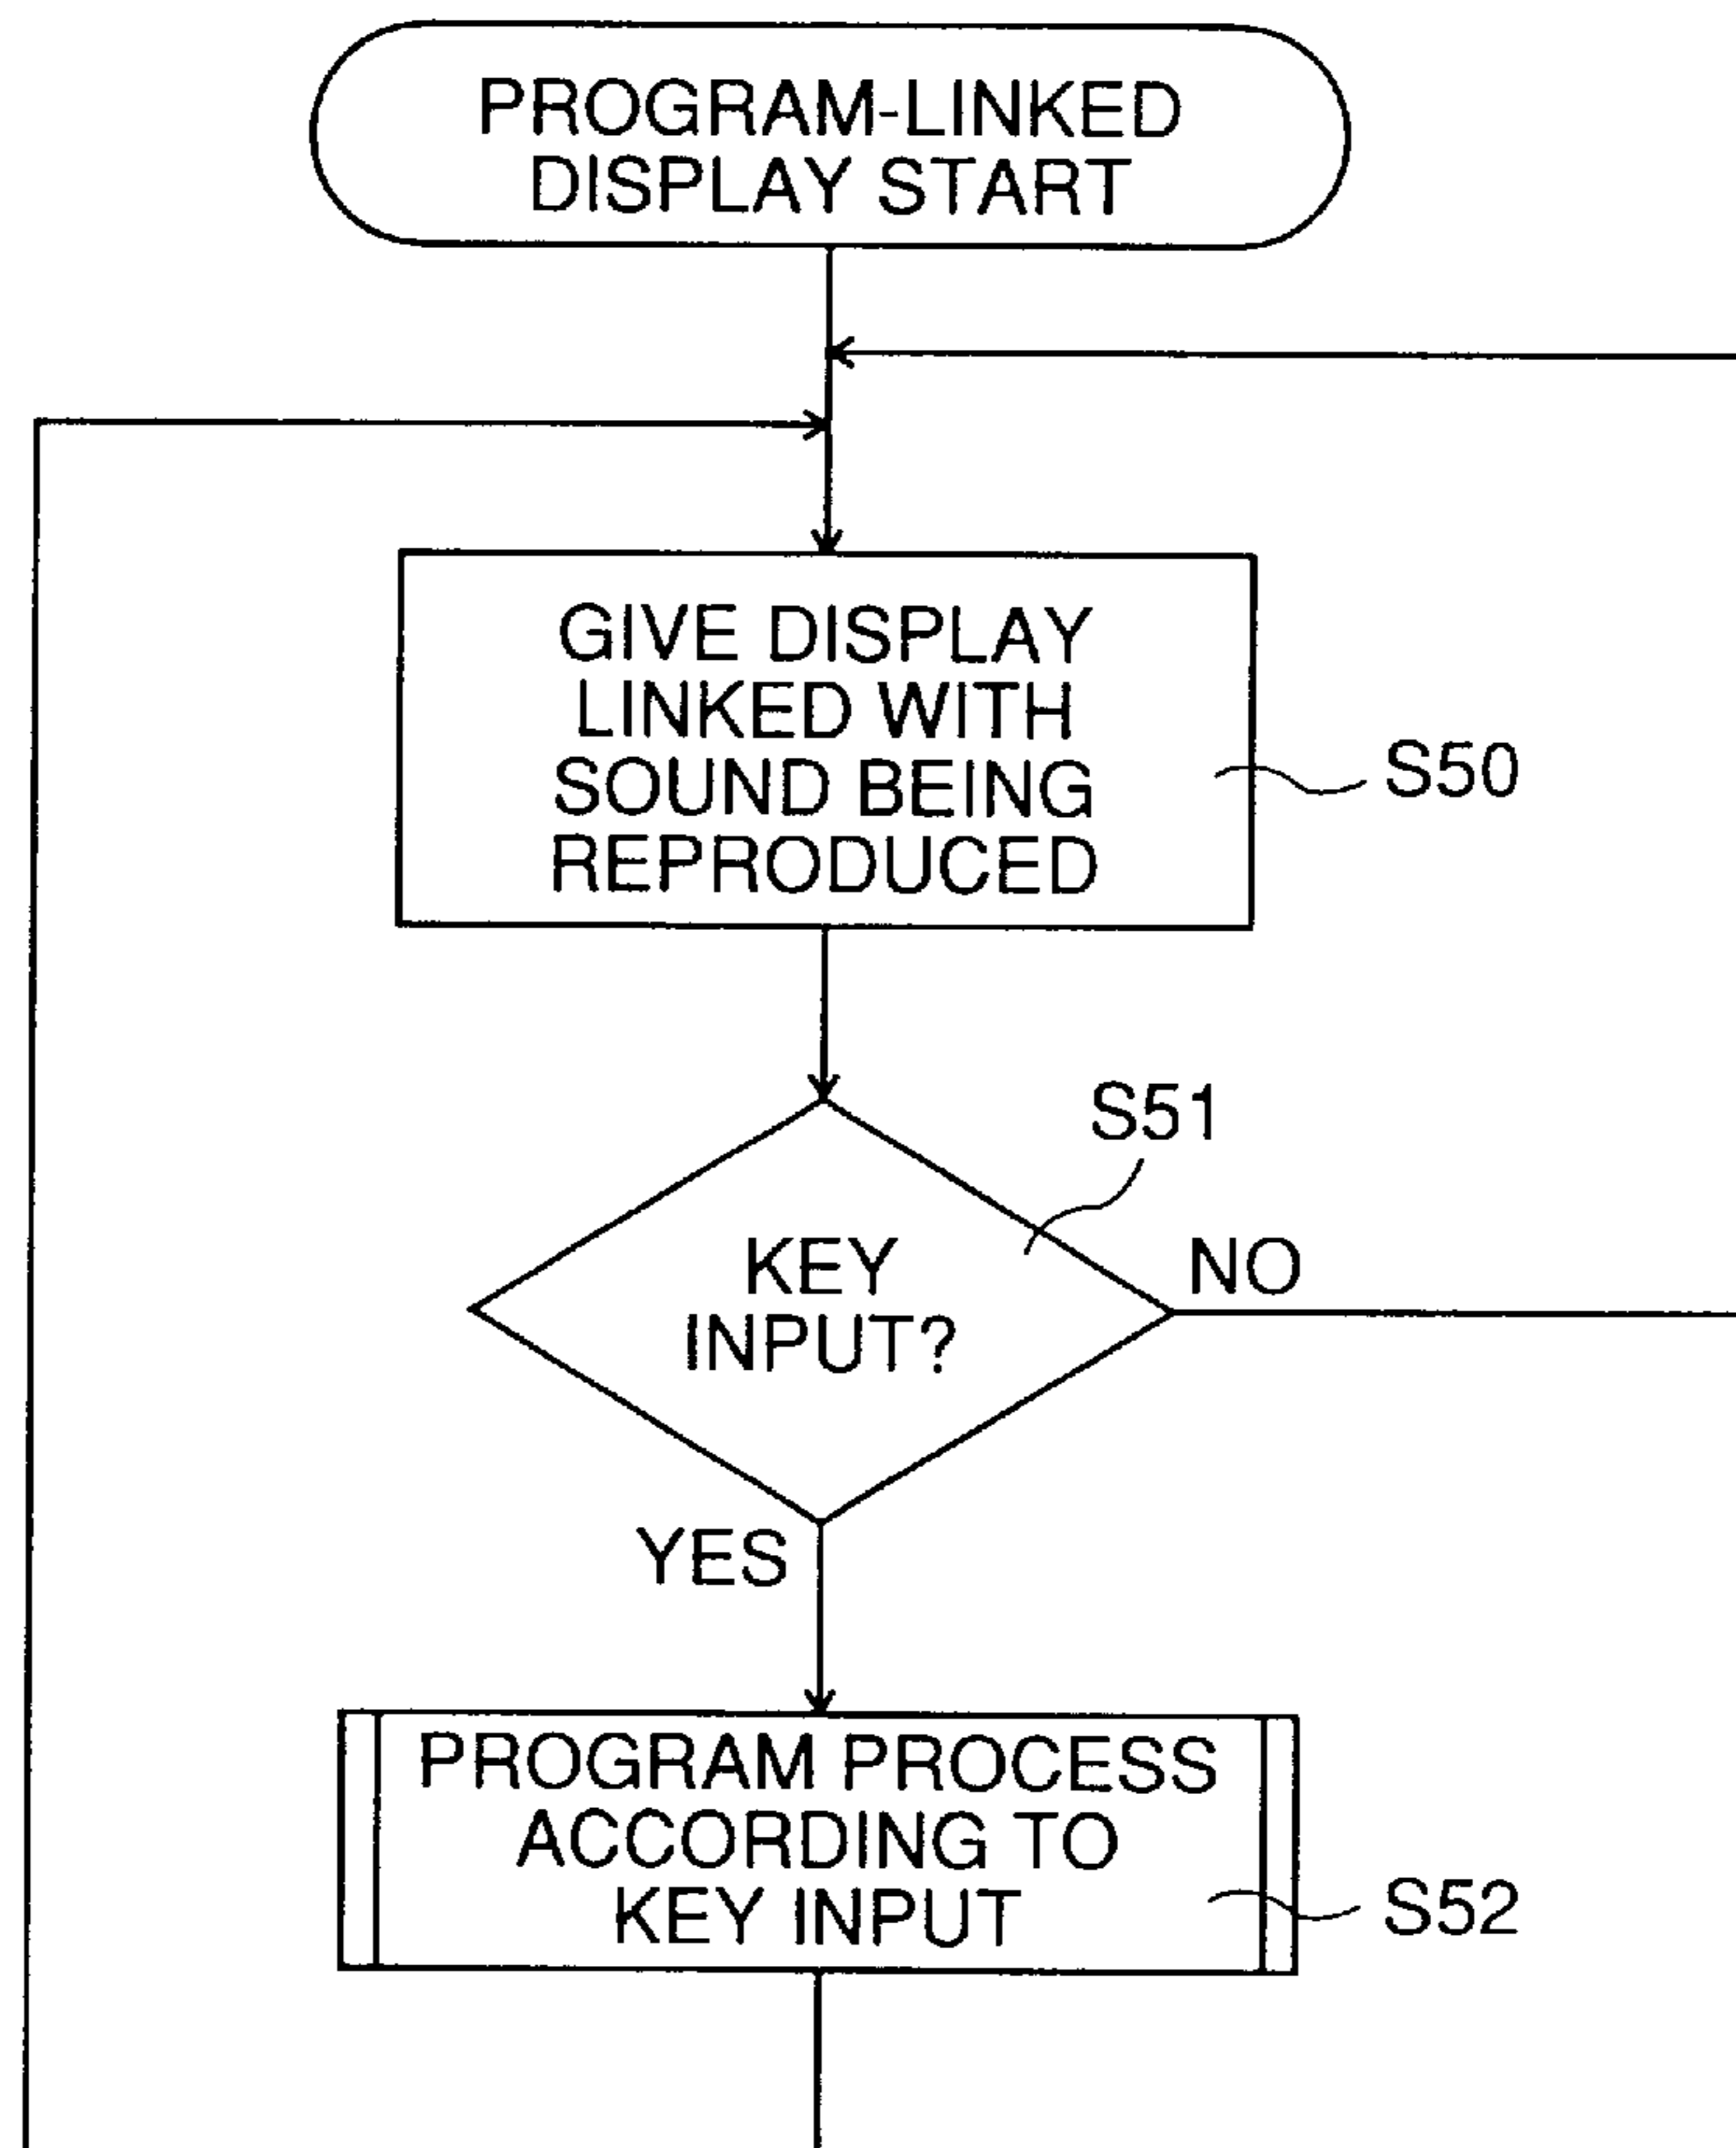 PROGRAM-LINKED
DISPLAY START
GIVE DISPLAY
LINKED WITH
SOUND BEING
REPRODUCED
S50
S51
KEY
INPUT?
NO
YES
PROGRAM PROCESS
ACCORDING TO
KEY INPUT
S52